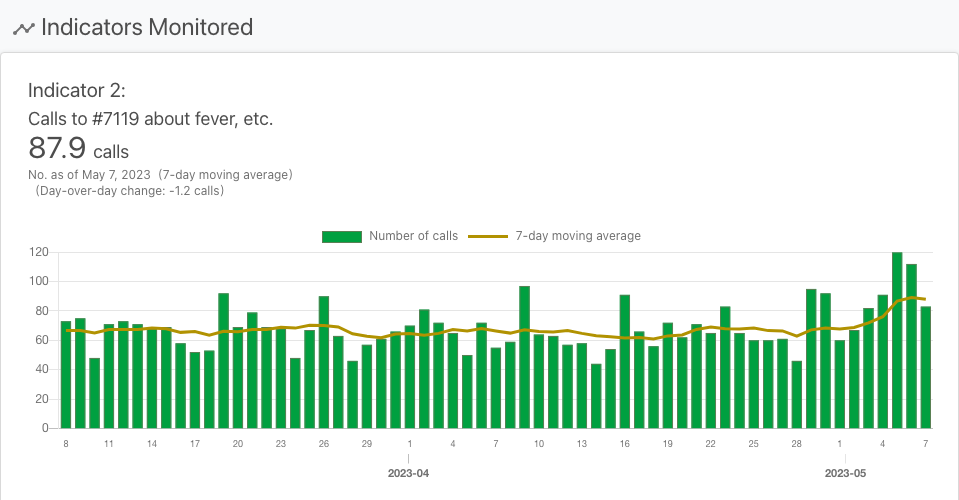 Indicators Monitored
Indicator 2:
Calls to #7119 about fever, etc.
87.9 calls
No. as of May 7, 2023 (7-day moving average)
(Day-over-day change: -1.2 calls)
Number of calls 7-day moving average
120
100
80
60
40
20
0
8 11 14 17 20 23 26 29 1 4 7 10 13 16 19 22 25 28 1 4 7
2023-04 2023-05